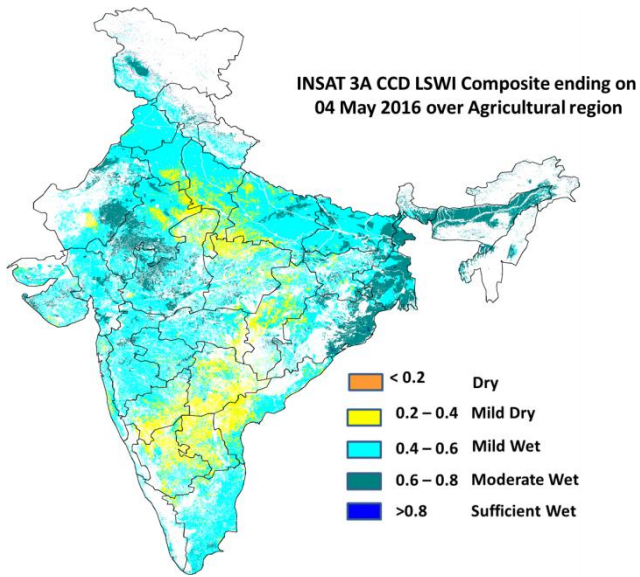 INSAT 3A CCD LSWI Composite ending on
04 May 2016 over Agricultural region
< 0.2 Dry
0.2 – 0.4 Mild Dry
0.4 – 0.6 Mild Wet
0.6 – 0.8 Moderate Wet
>0.8 Sufficient Wet